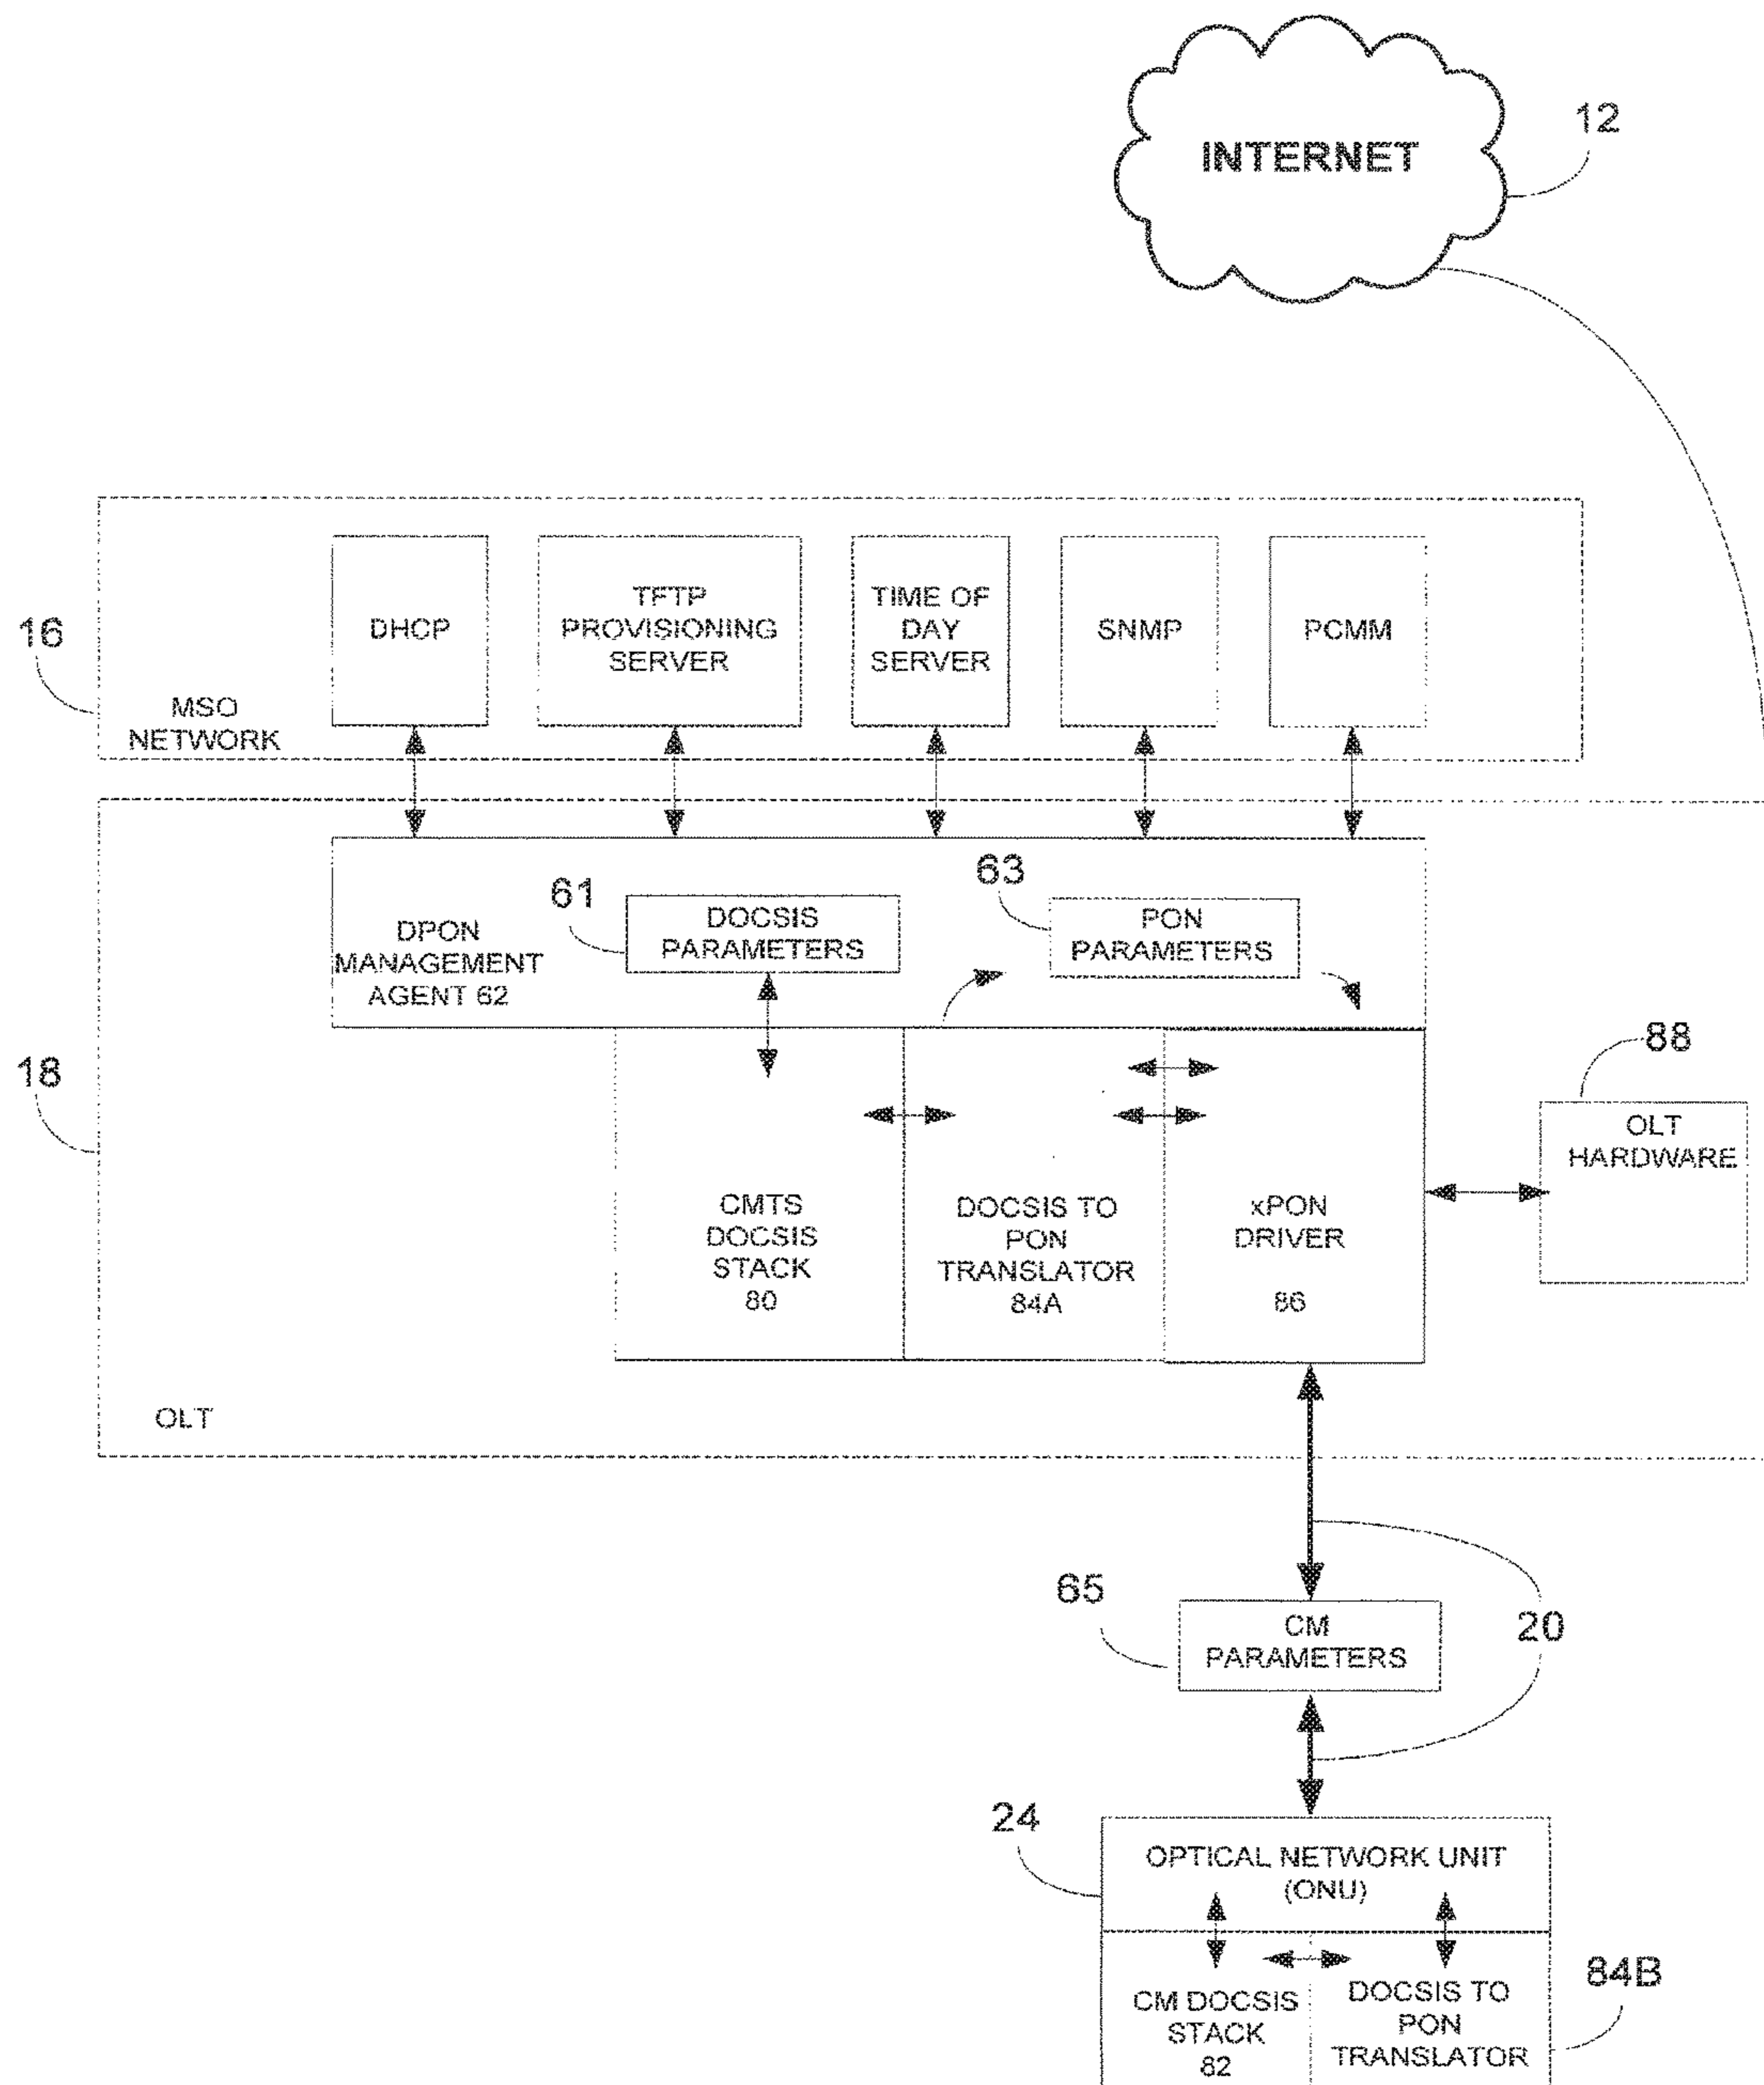 12
INTERNET
16
MSO
NETWORK
DHCP
TFTP
PROVISIONING
SERVER
TIME OF
DAY
SERVER
SNMP
PCMM
18
61
63
DPON
MANAGEMENT
AGENT 62
DOCSIS
PARAMETERS
PON
PARAMETERS
88
OLT
HARDWARE
CMTS
DOCSIS
STACK
80
DOCSIS TO
PON
TRANSLATOR
84A
xPON
DRIVER
86
OLT
65
CM
PARAMETERS
20
24
OPTICAL NETWORK UNIT
(ONU)
CM DOCSIS
STACK
82
DOCSIS TO
PON
TRANSLATOR
84B